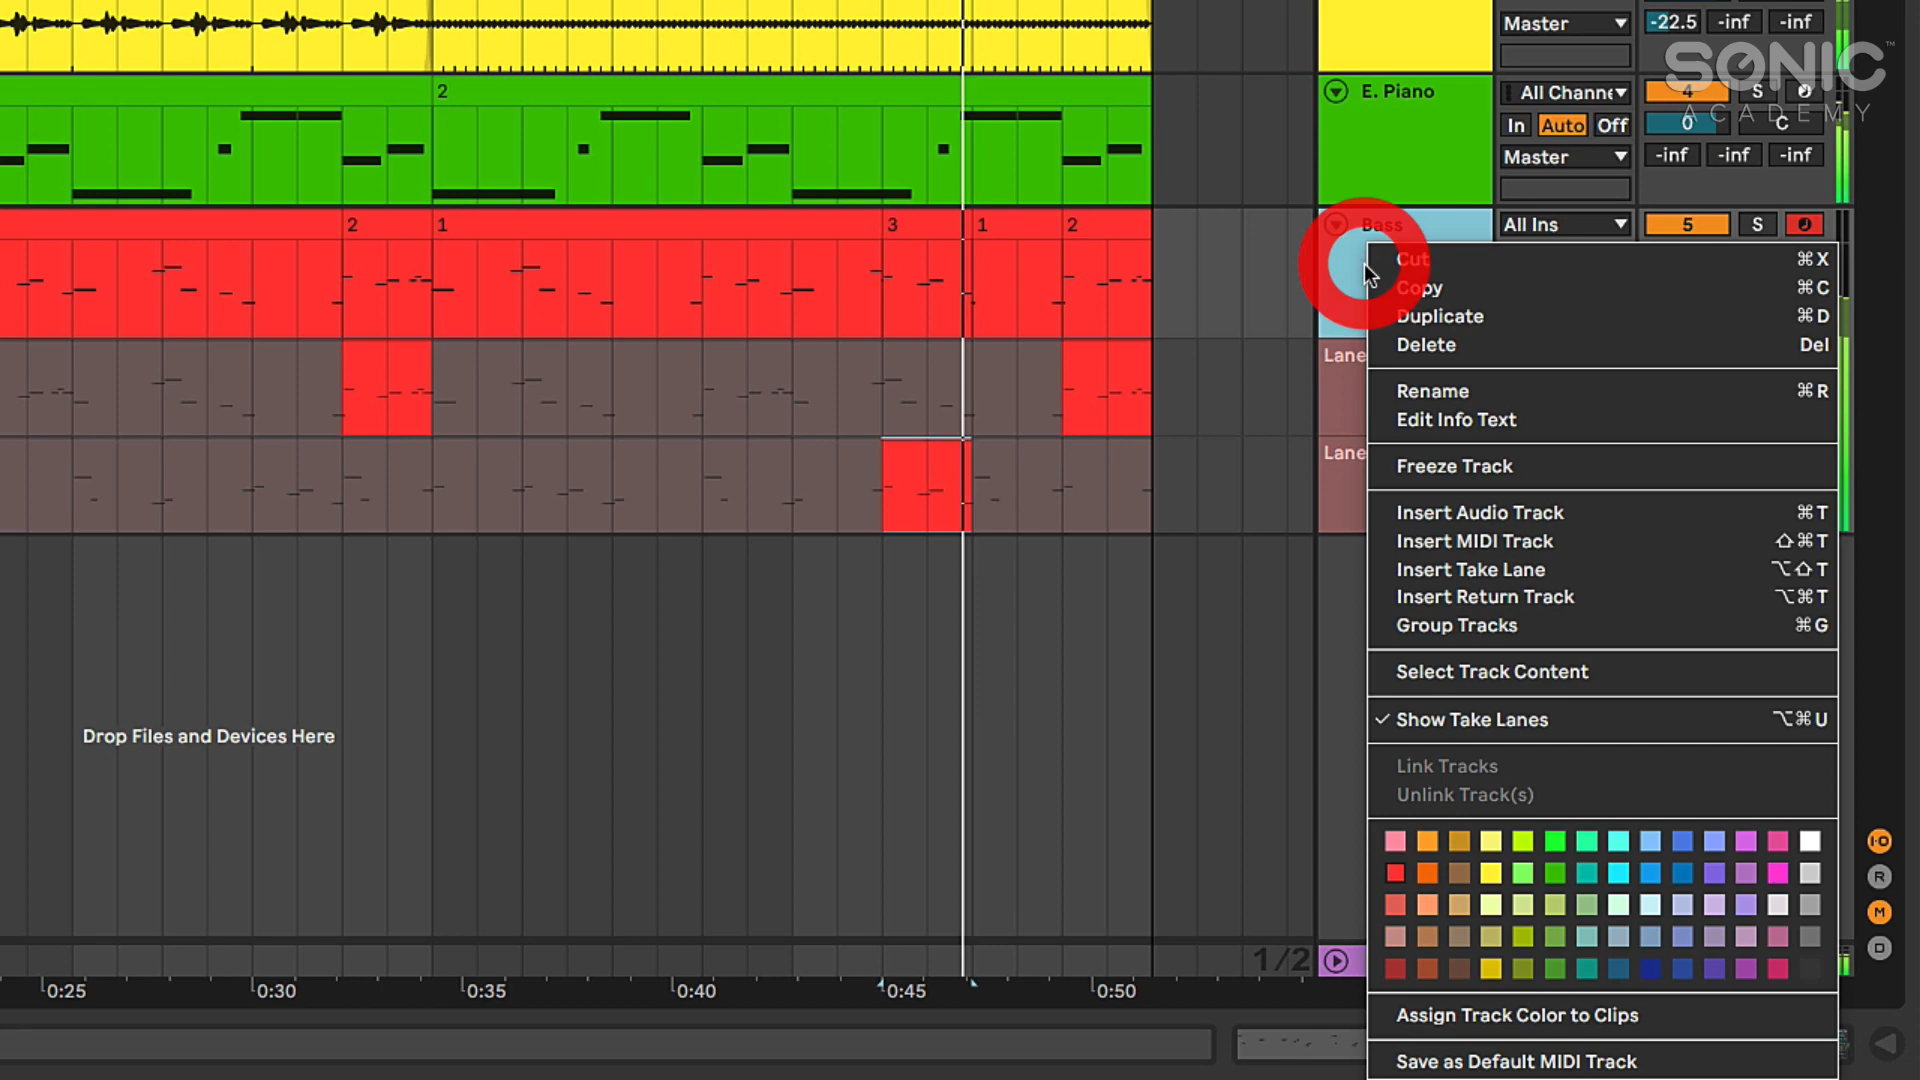 Master
-22.5 -inf -inf
SONIC
ACADEMY
2
E. Piano
All Channe
4 S
In Auto Off
0 C
Master
-inf -inf -inf
2 1 3 1 2
Bass
All Ins
5 S
Cut ⌘X
Copy ⌘C
Duplicate ⌘D
Delete Del
Lane
Rename ⌘R
Edit Info Text
Lane
Freeze Track
Insert Audio Track ⌘T
Insert MIDI Track ⇧⌘T
Insert Take Lane ⌥⇧T
Insert Return Track ⌥⌘T
Group Tracks ⌘G
Select Track Content
✓ Show Take Lanes ⌥⌘U
Drop Files and Devices Here
Link Tracks
Unlink Track(s)
I·O
R
M
D
1/2
0:25 0:30 0:35 0:40 0:45 0:50
Assign Track Color to Clips
Save as Default MIDI Track